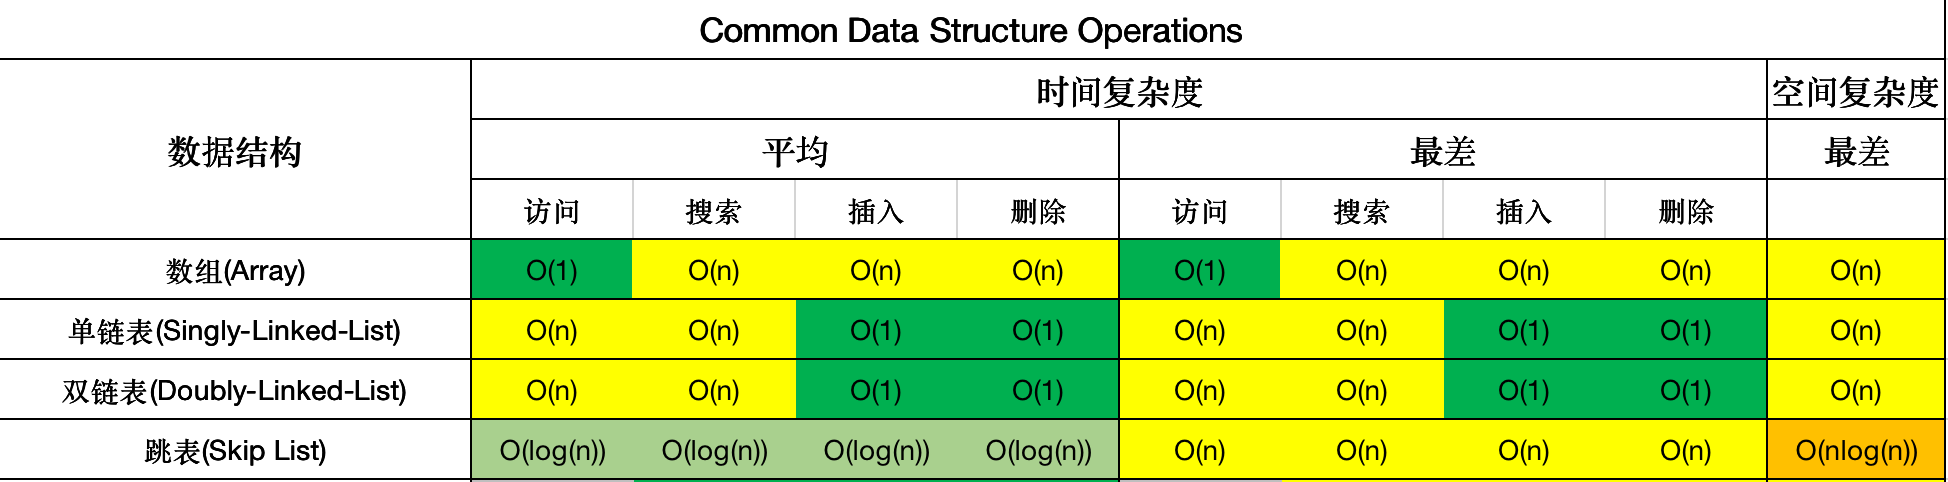 Common Data Structure Operations
数据结构 时间复杂度 空间复杂度
平均 最差 最差
访问 搜索 插入 删除 访问 搜索 插入 删除
数组(Array) O(1) O(n) O(n) O(n) O(1) O(n) O(n) O(n) O(n)
单链表(Singly-Linked-List) O(n) O(n) O(1) O(1) O(n) O(n) O(1) O(1) O(n)
双链表(Doubly-Linked-List) O(n) O(n) O(1) O(1) O(n) O(n) O(1) O(1) O(n)
跳表(Skip List) O(log(n)) O(log(n)) O(log(n)) O(log(n)) O(n) O(n) O(n) O(n) O(nlog(n))